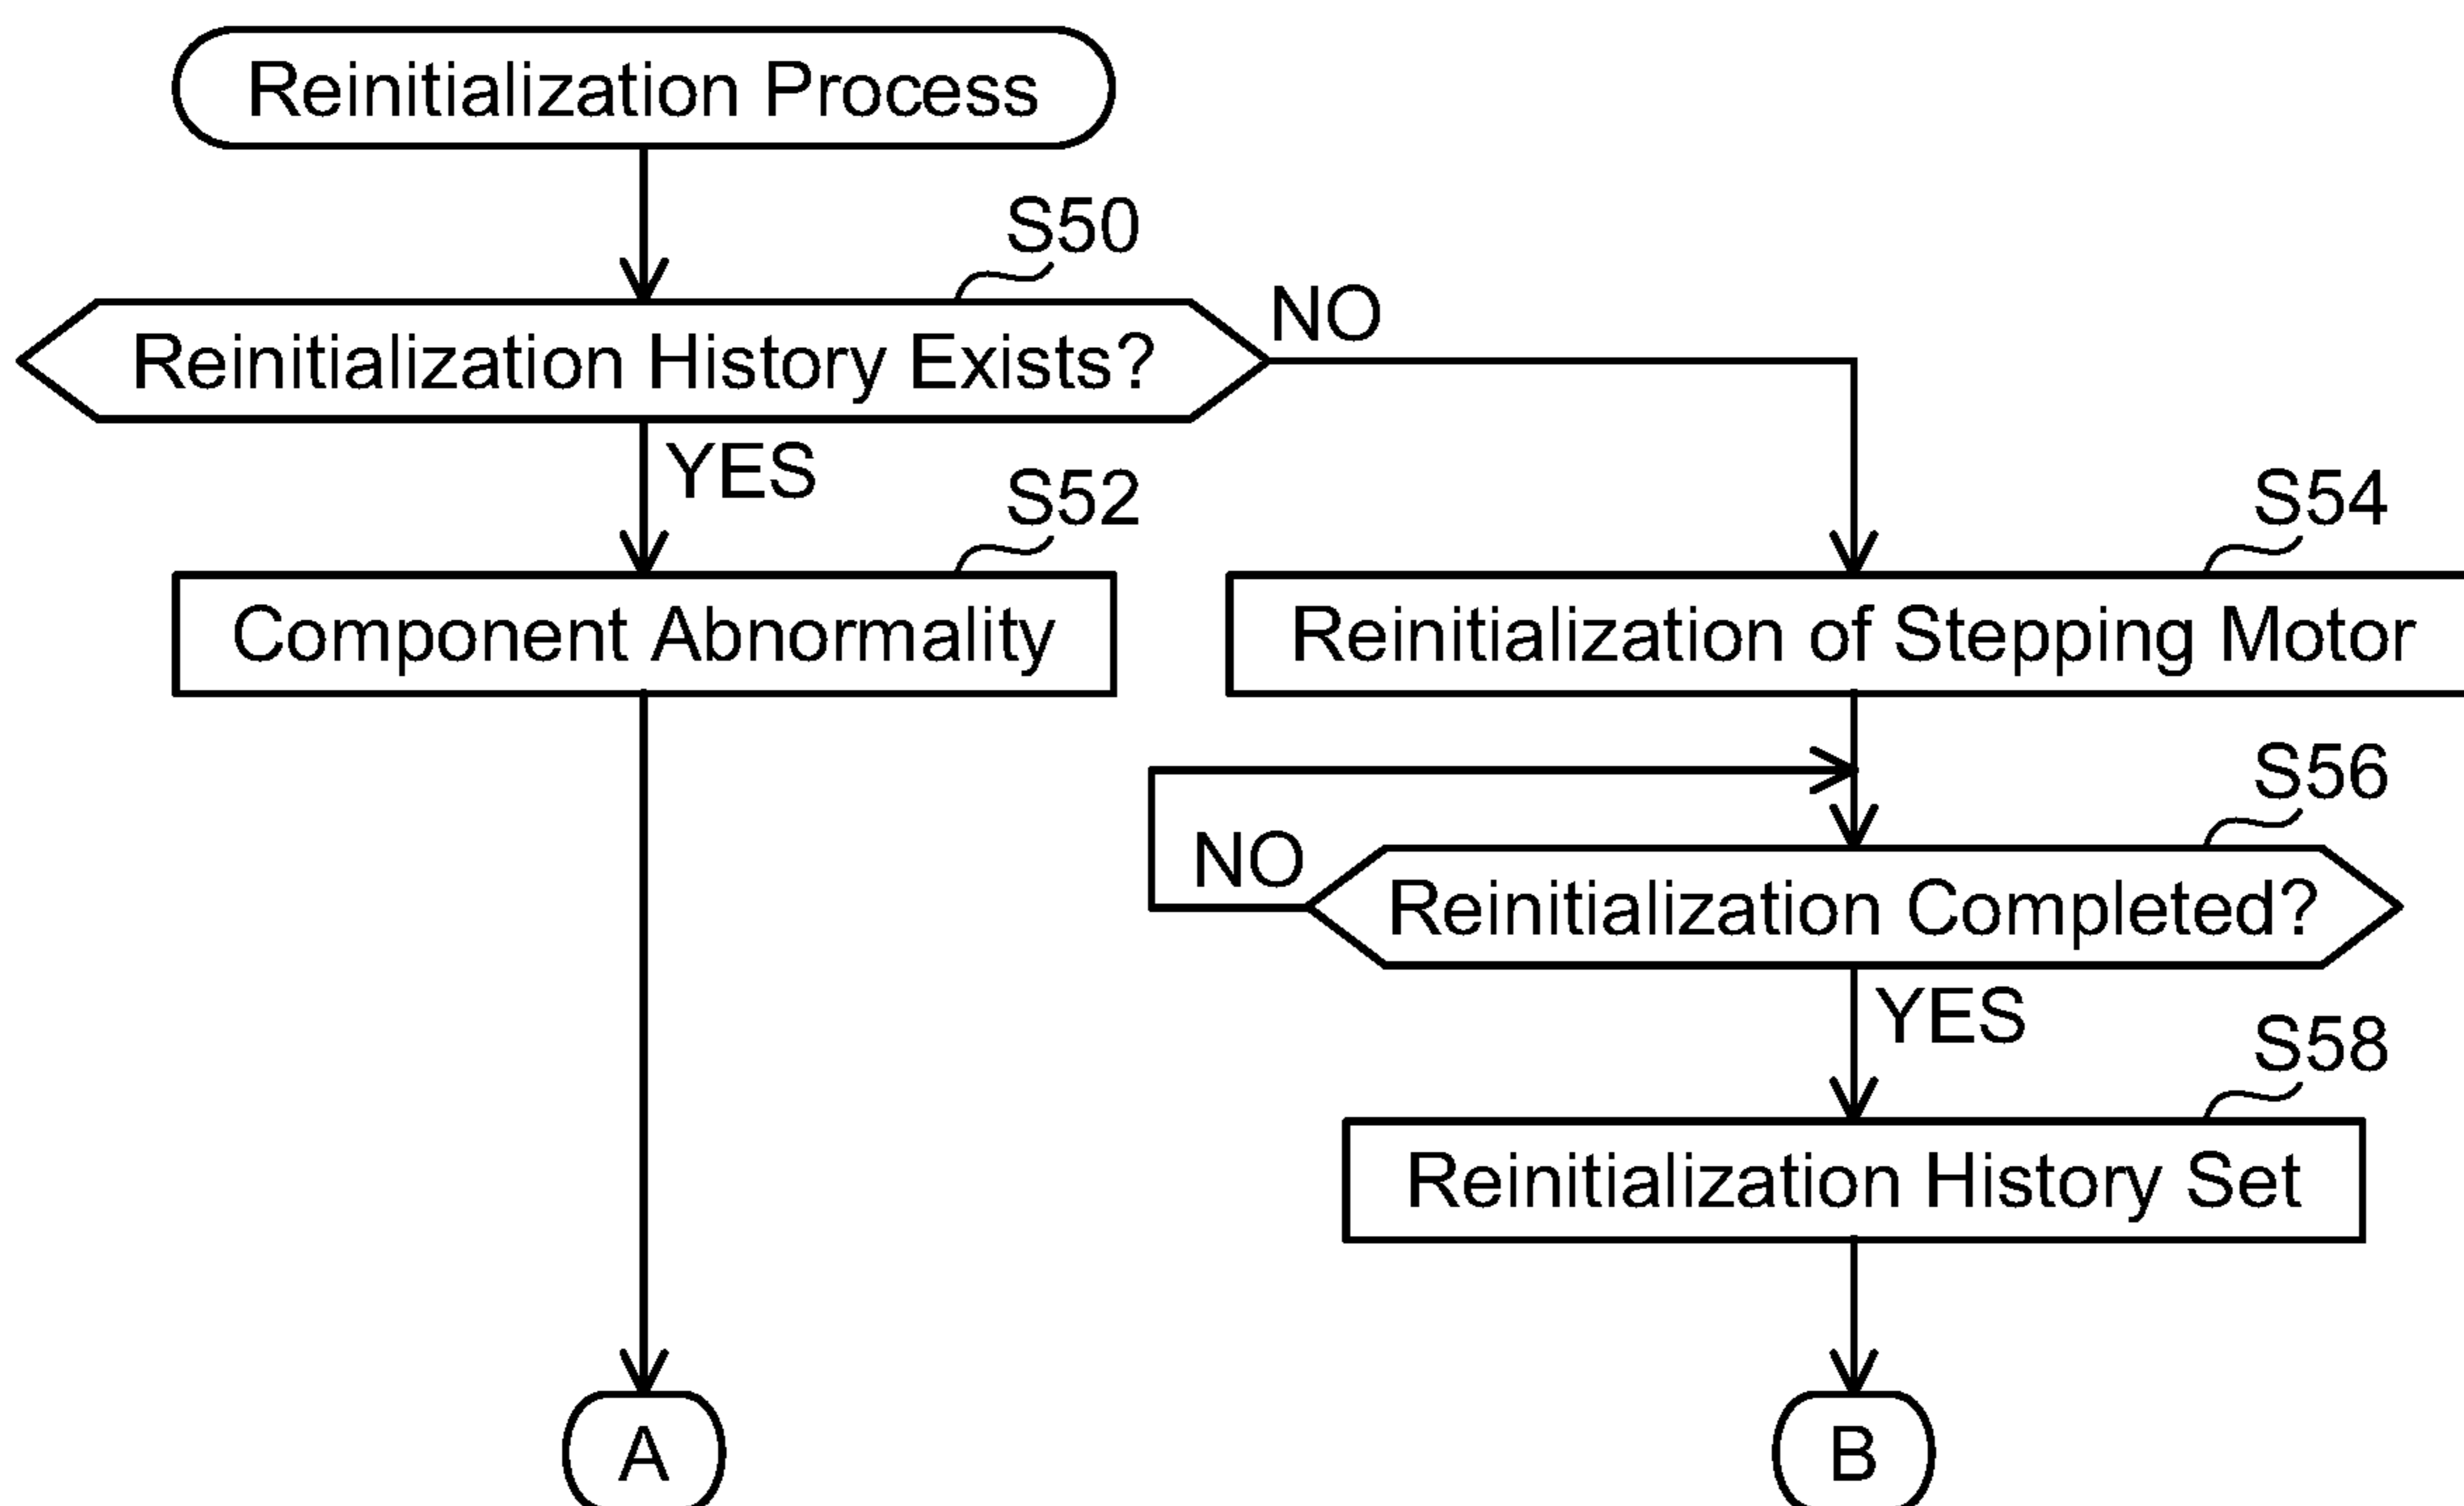 Reinitialization Process
S50
Reinitialization History Exists?
NO
YES
S52
Component Abnormality
S54
Reinitialization of Stepping Motor
S56
NO
Reinitialization Completed?
YES
S58
Reinitialization History Set
A
B